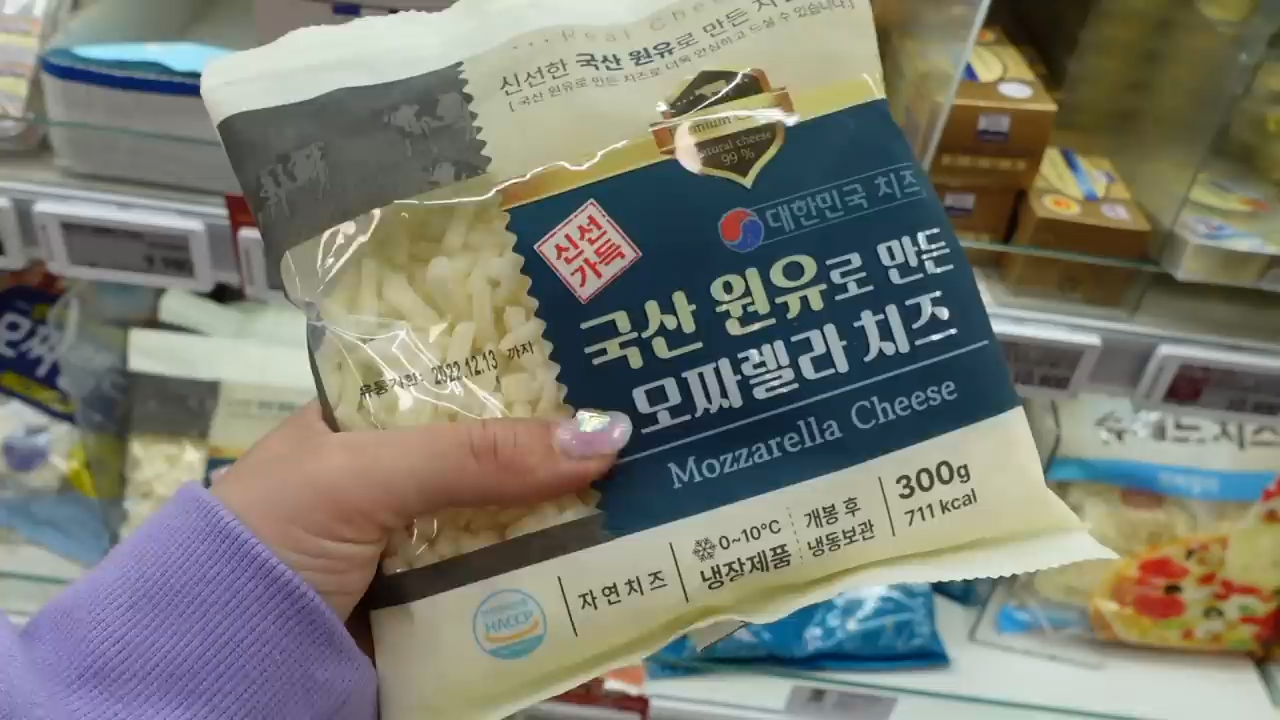 Real Chee
신선한 국산 원유로 만든 치
[ 국산 원유로 만든 치즈로 더욱 안심하고 드실 수 있습니다.]
natural cheese
99 %
대한민국 치즈
신선
가득
국산 원유로 만든
모짜렐라 치즈
Mozzarella Cheese
유통기한: 2022.12.13 까지
HACCP
자연치즈
0~10℃
냉장제품
개봉 후
냉동보관
300g
711 kcal